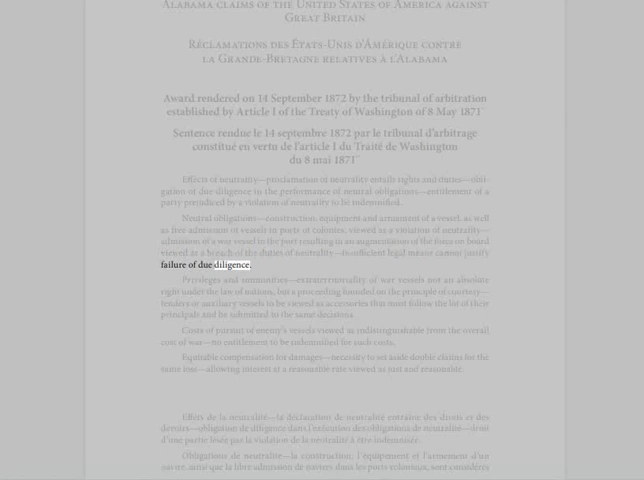 ALABAMA CLAIMS OF THE UNITED STATES OF AMERICA AGAINST
GREAT BRITAIN
RÉCLAMATIONS DES ÉTATS-UNIS D'AMÉRIQUE CONTRE
LA GRANDE-BRETAGNE RELATIVES À L'ALABAMA
Award rendered on 14 September 1872 by the tribunal of arbitration
established by Article I of the Treaty of Washington of 8 May 1871
Sentence rendue le 14 septembre 1872 par le tribunal d'arbitrage
constitué en vertu de l'article I du Traité de Washington
du 8 mai 1871
Effects of neutrality—proclamation of neutrality entails rights and duties—obli-
gation of due diligence in the performance of neutral obligations—entitlement of a
party prejudiced by a violation of neutrality to be indemnified.
Neutral obligations—construction, equipment and armament of a vessel, as well
as free admission of vessels in ports of colonies, viewed as a violation of neutrality—
admission of a war vessel to the port resulting in an augmentation of the force on board
viewed as a breach of the duties of neutrality—insufficient legal means cannot justify
failure of due diligence.
Privileges and immunities—extraterritoriality of war vessels not an absolute
right under the law of nations, but a proceeding founded on the principle of courtesy—
tenders or auxiliary vessels to be viewed as accessories that must follow the lot of their
principals and be submitted to the same decisions.
Costs of pursuit of enemy's vessels viewed as indistinguishable from the overall
cost of war—no entitlement to be indemnified for such costs.
Equitable compensation for damages—necessity to set aside double claims for the
same loss—allowing interest at a reasonable rate viewed as just and reasonable.
Effets de la neutralité—la déclaration de neutralité entraîne des droits et des
devoirs—obligation de diligence dans l'exécution des obligations de neutralité—droit
d'une partie lésée par la violation de la neutralité à être indemnisée.
Obligations de neutralité—la construction, l'équipement et l'armement d'un
navire, ainsi que la libre admission de navires dans les ports coloniaux, sont considérés